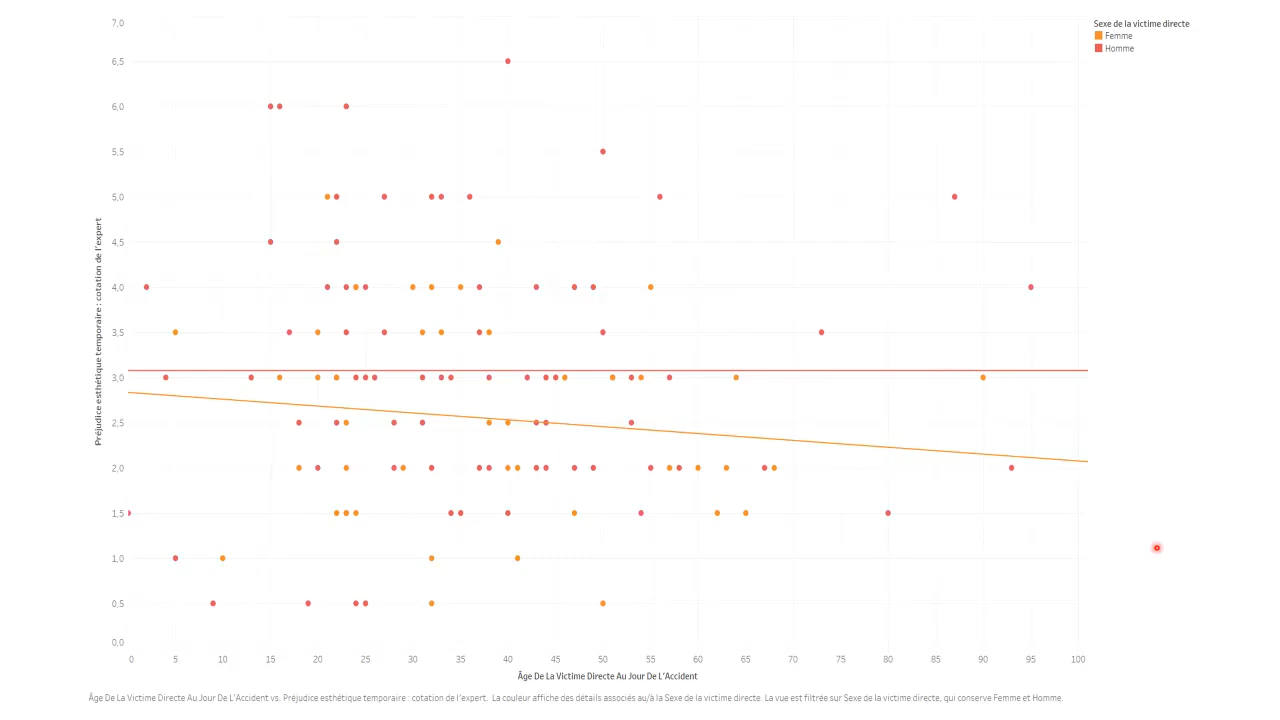 Sexe de la victime directe
Femme
Homme
7,0
6,5
6,0
5,5
5,0
4,5
4,0
3,5
3,0
2,5
2,0
1,5
1,0
0,5
0,0
Préjudice esthétique temporaire : cotation de l'expert
0 5 10 15 20 25 30 35 40 45 50 55 60 65 70 75 80 85 90 95 100
Âge De La Victime Directe Au Jour De L'Accident
Âge De La Victime Directe Au Jour De L'Accident vs. Préjudice esthétique temporaire : cotation de l'expert. La couleur affiche des détails associés au/à la Sexe de la victime directe. La vue est filtrée sur Sexe de la victime directe, qui conserve Femme et Homme.